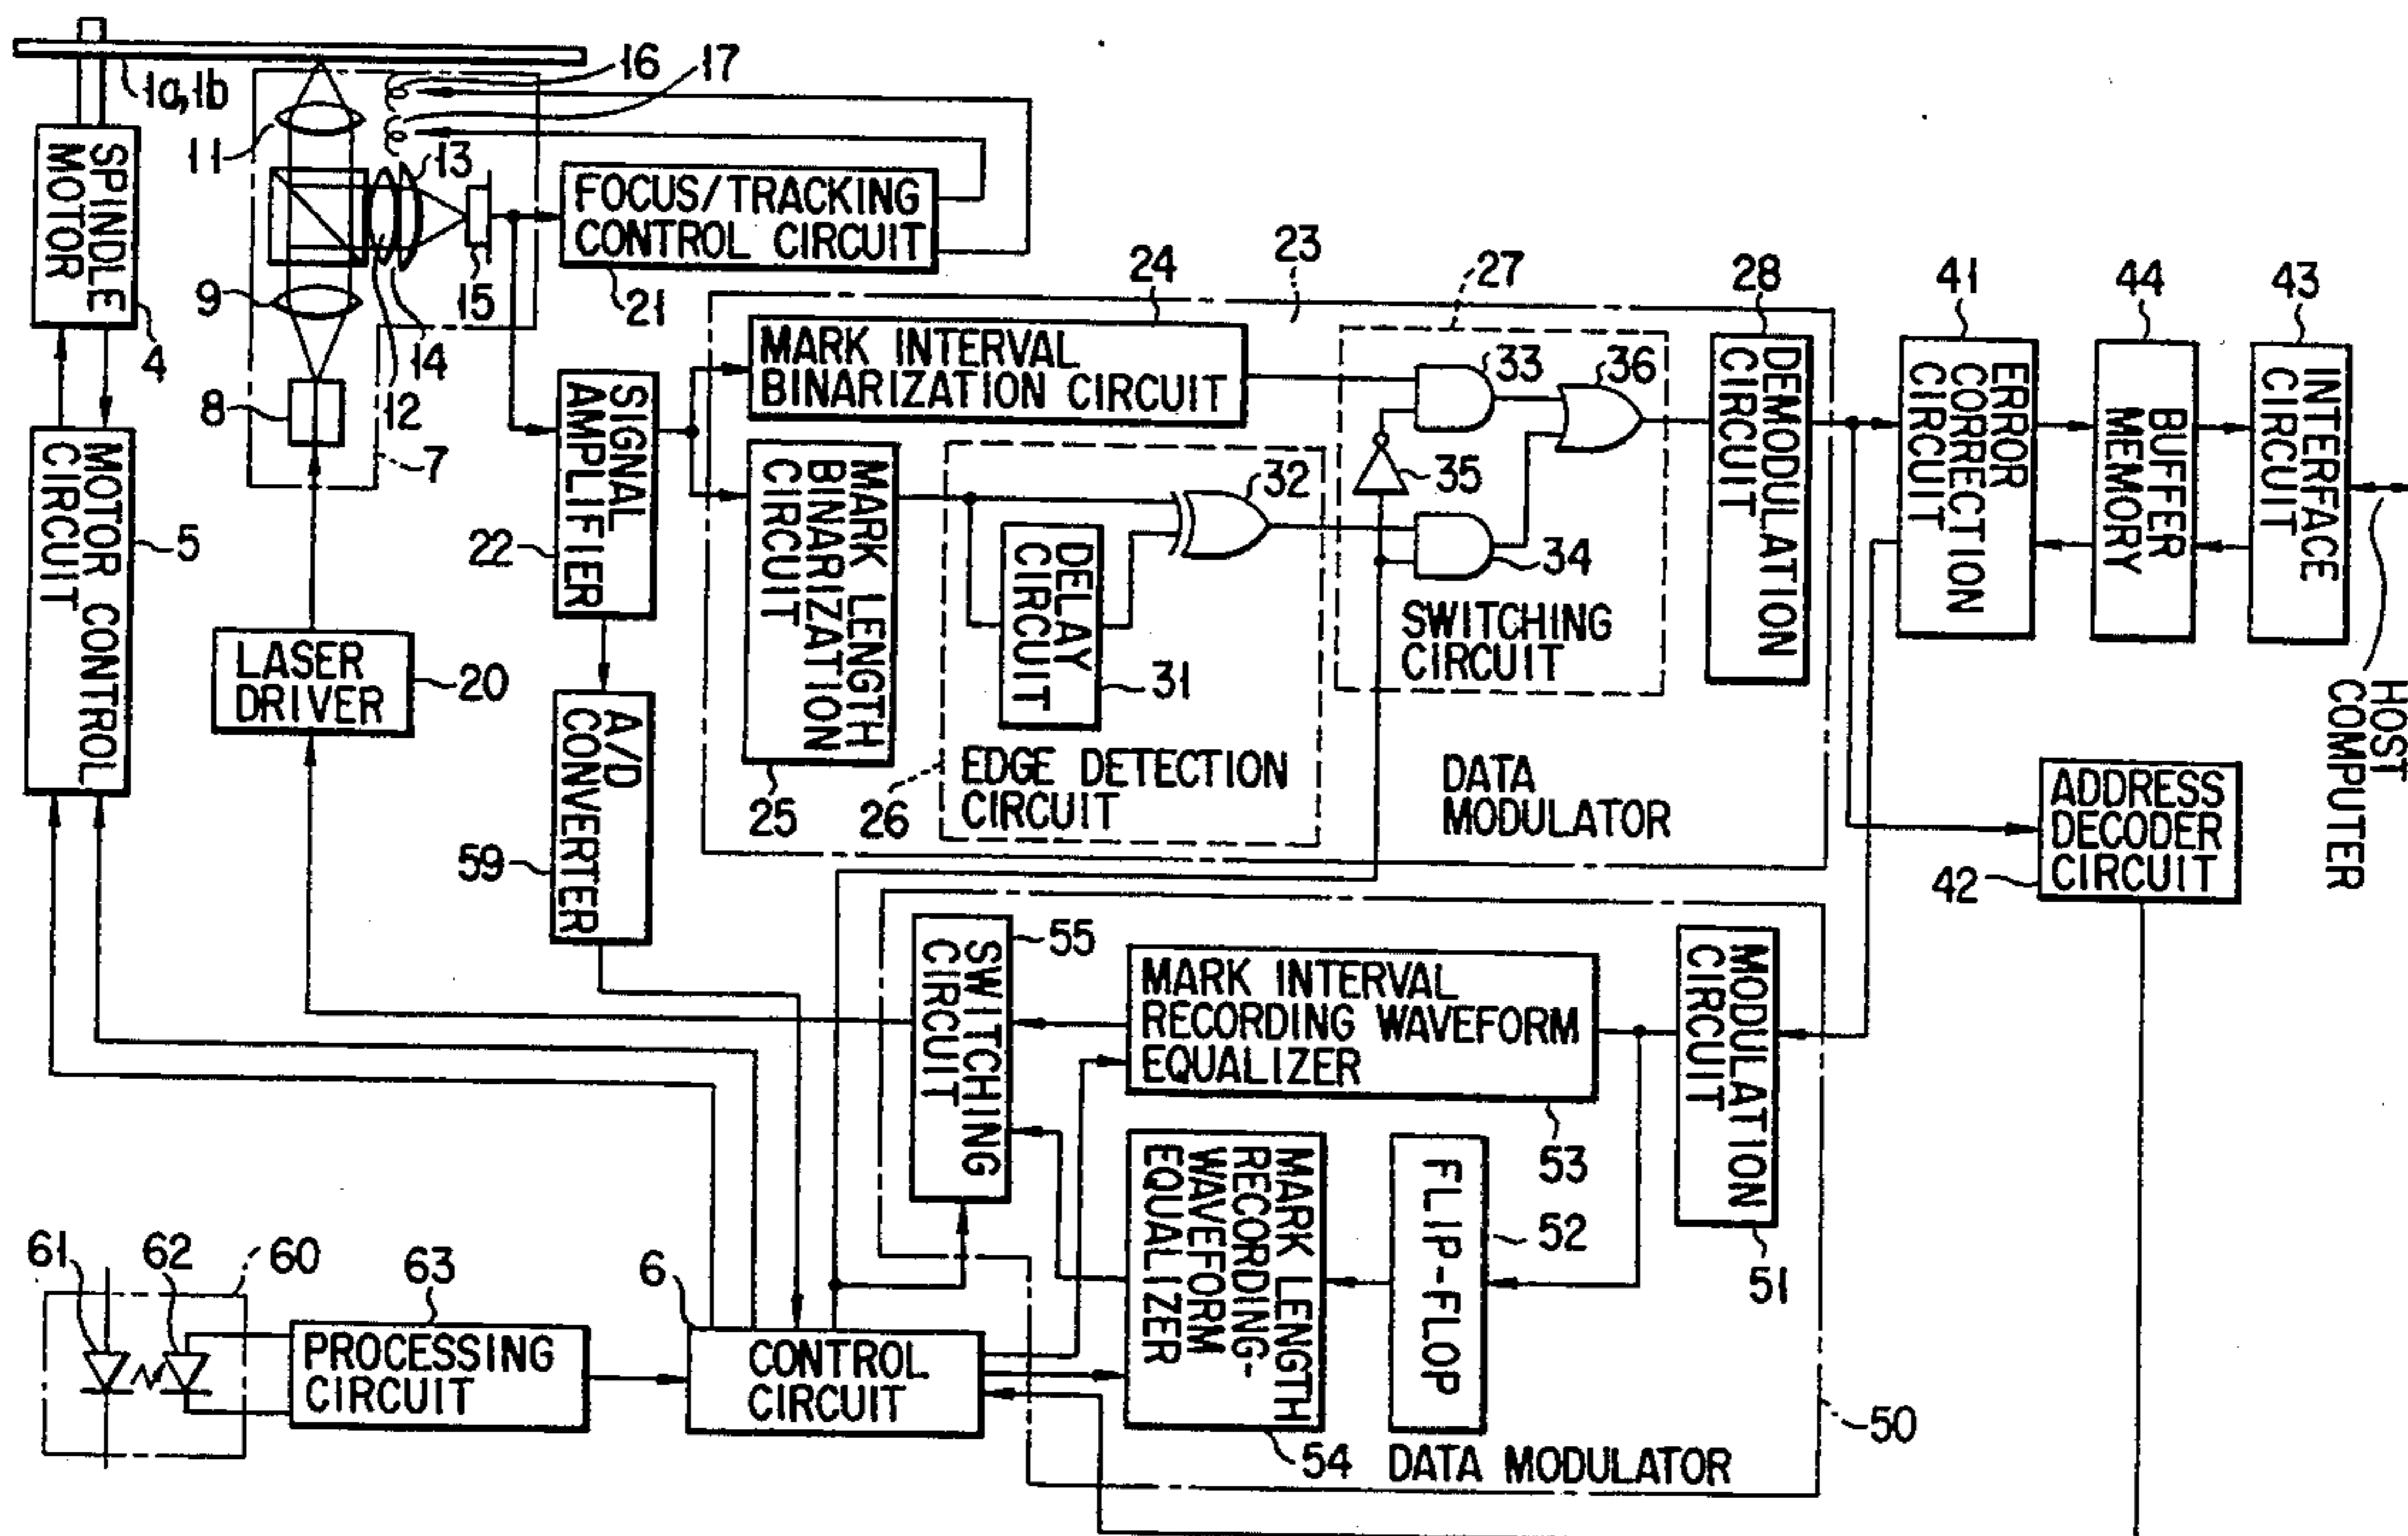 1a,1b
16
17
11
13
SPINDLE
MOTOR
4
9
12
14
15
8
7
FOCUS/TRACKING
CONTROL CIRCUIT
21
MOTOR CONTROL
CIRCUIT
5
LASER
DRIVER
20
SIGNAL
AMPLIFIER
22
A/D
CONVERTER
59
23
24
MARK INTERVAL
BINARIZATION CIRCUIT
MARK LENGTH
BINARIZATION
CIRCUIT
25
26
EDGE DETECTION
CIRCUIT
DELAY
CIRCUIT
31
32
27
33
36
35
34
SWITCHING
CIRCUIT
28
DEMODULATION
CIRCUIT
DATA
MODULATOR
41
ERROR
CORRECTION
CIRCUIT
44
BUFFER
MEMORY
43
INTERFACE
CIRCUIT
HOST
COMPUTER
ADDRESS
DECODER
CIRCUIT
42
SWITCHING
CIRCUIT
55
MARK INTERVAL
RECORDING WAVEFORM
EQUALIZER
53
MODULATION
CIRCUIT
51
MARK LENGTH
RECORDING-
WAVEFORM
EQUALIZER
54
FLIP-FLOP
52
DATA MODULATOR
50
61
62
60
63
PROCESSING
CIRCUIT
6
CONTROL
CIRCUIT